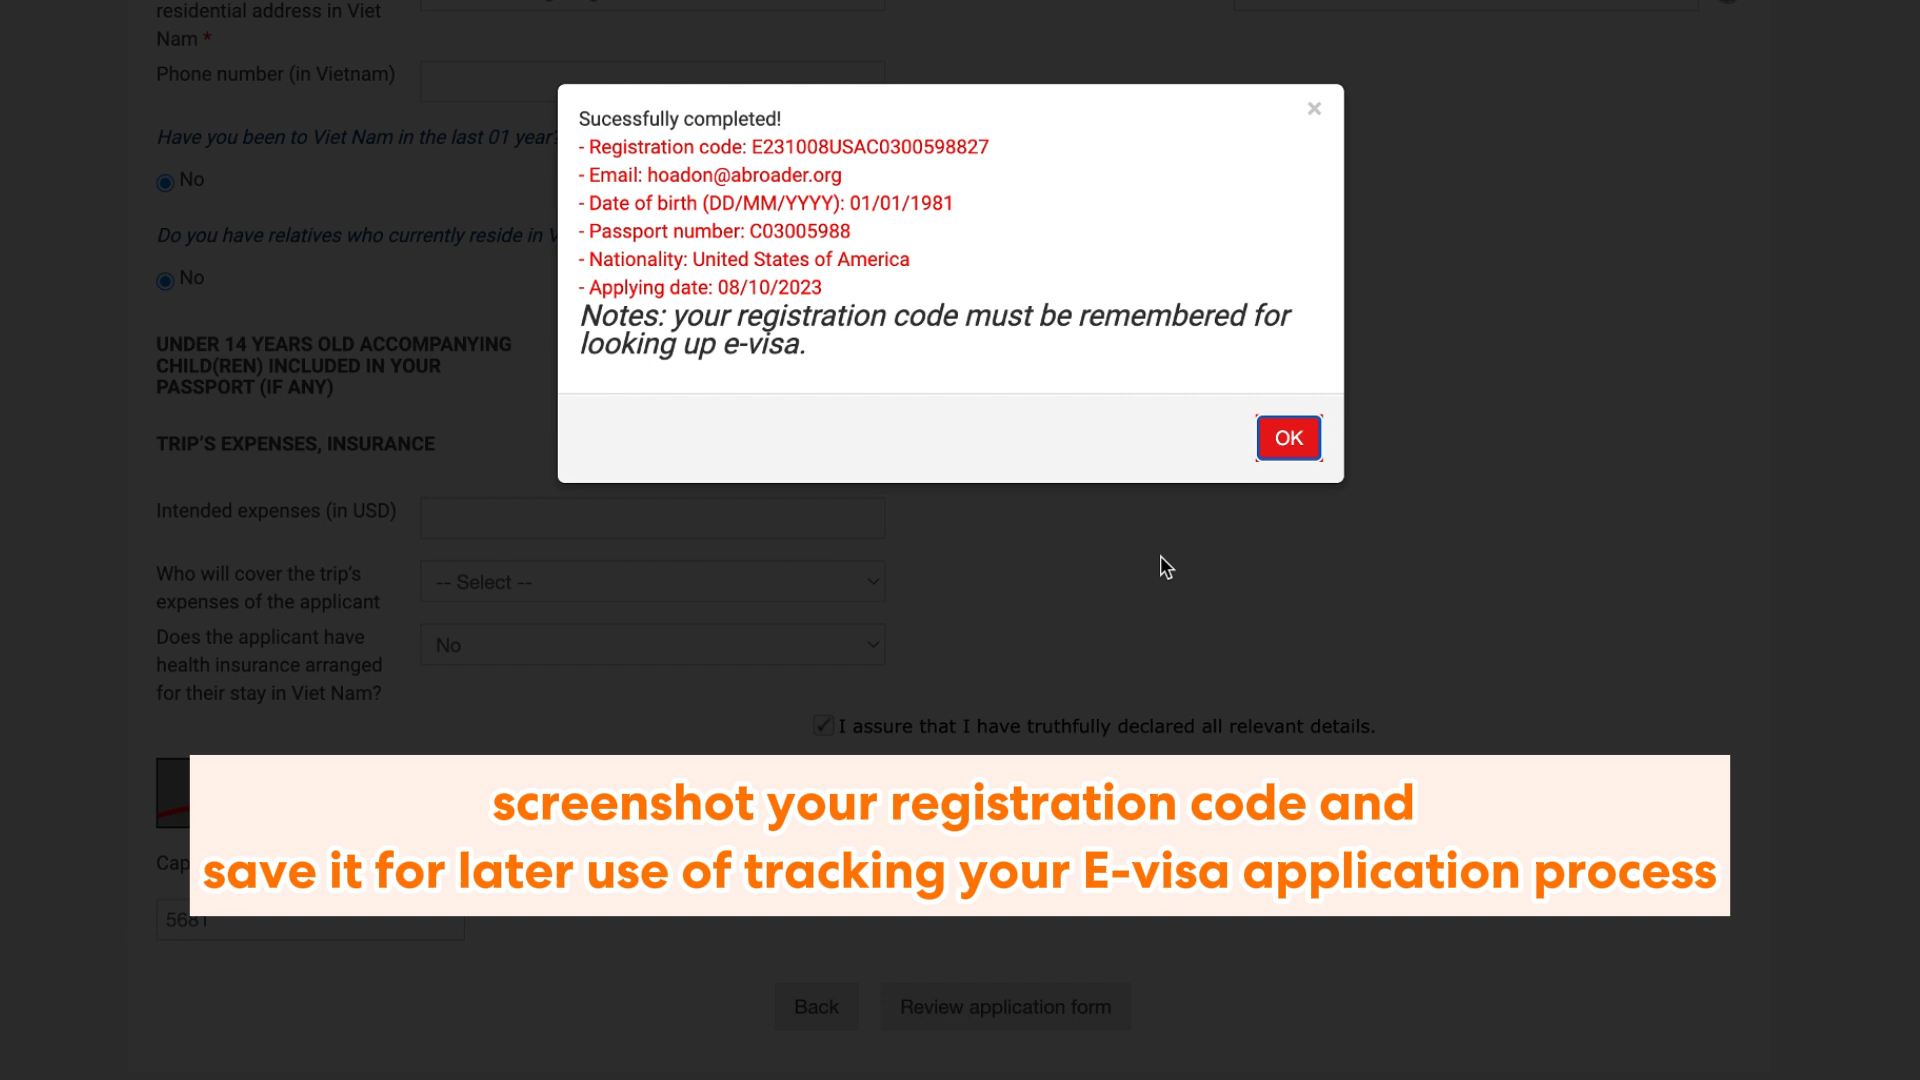 residential address in Viet
Nam *
Phone number (in Vietnam)
Have you been to Viet Nam in the last 01 year?
No
Do you have relatives who currently reside in
No
UNDER 14 YEARS OLD ACCOMPANYING
CHILD(REN) INCLUDED IN YOUR
PASSPORT (IF ANY)
TRIP'S EXPENSES, INSURANCE
Intended expenses (in USD)
Who will cover the trip's
expenses of the applicant
-- Select --
Does the applicant have
health insurance arranged
for their stay in Viet Nam?
No
I assure that I have truthfully declared all relevant details.
×
Sucessfully completed!
- Registration code: E231008USAC0300598827
- Email: hoadon@abroader.org
- Date of birth (DD/MM/YYYY): 01/01/1981
- Passport number: C03005988
- Nationality: United States of America
- Applying date: 08/10/2023
Notes: your registration code must be remembered for
looking up e-visa.
OK
screenshot your registration code and
save it for later use of tracking your E-visa application process
Back
Review application form